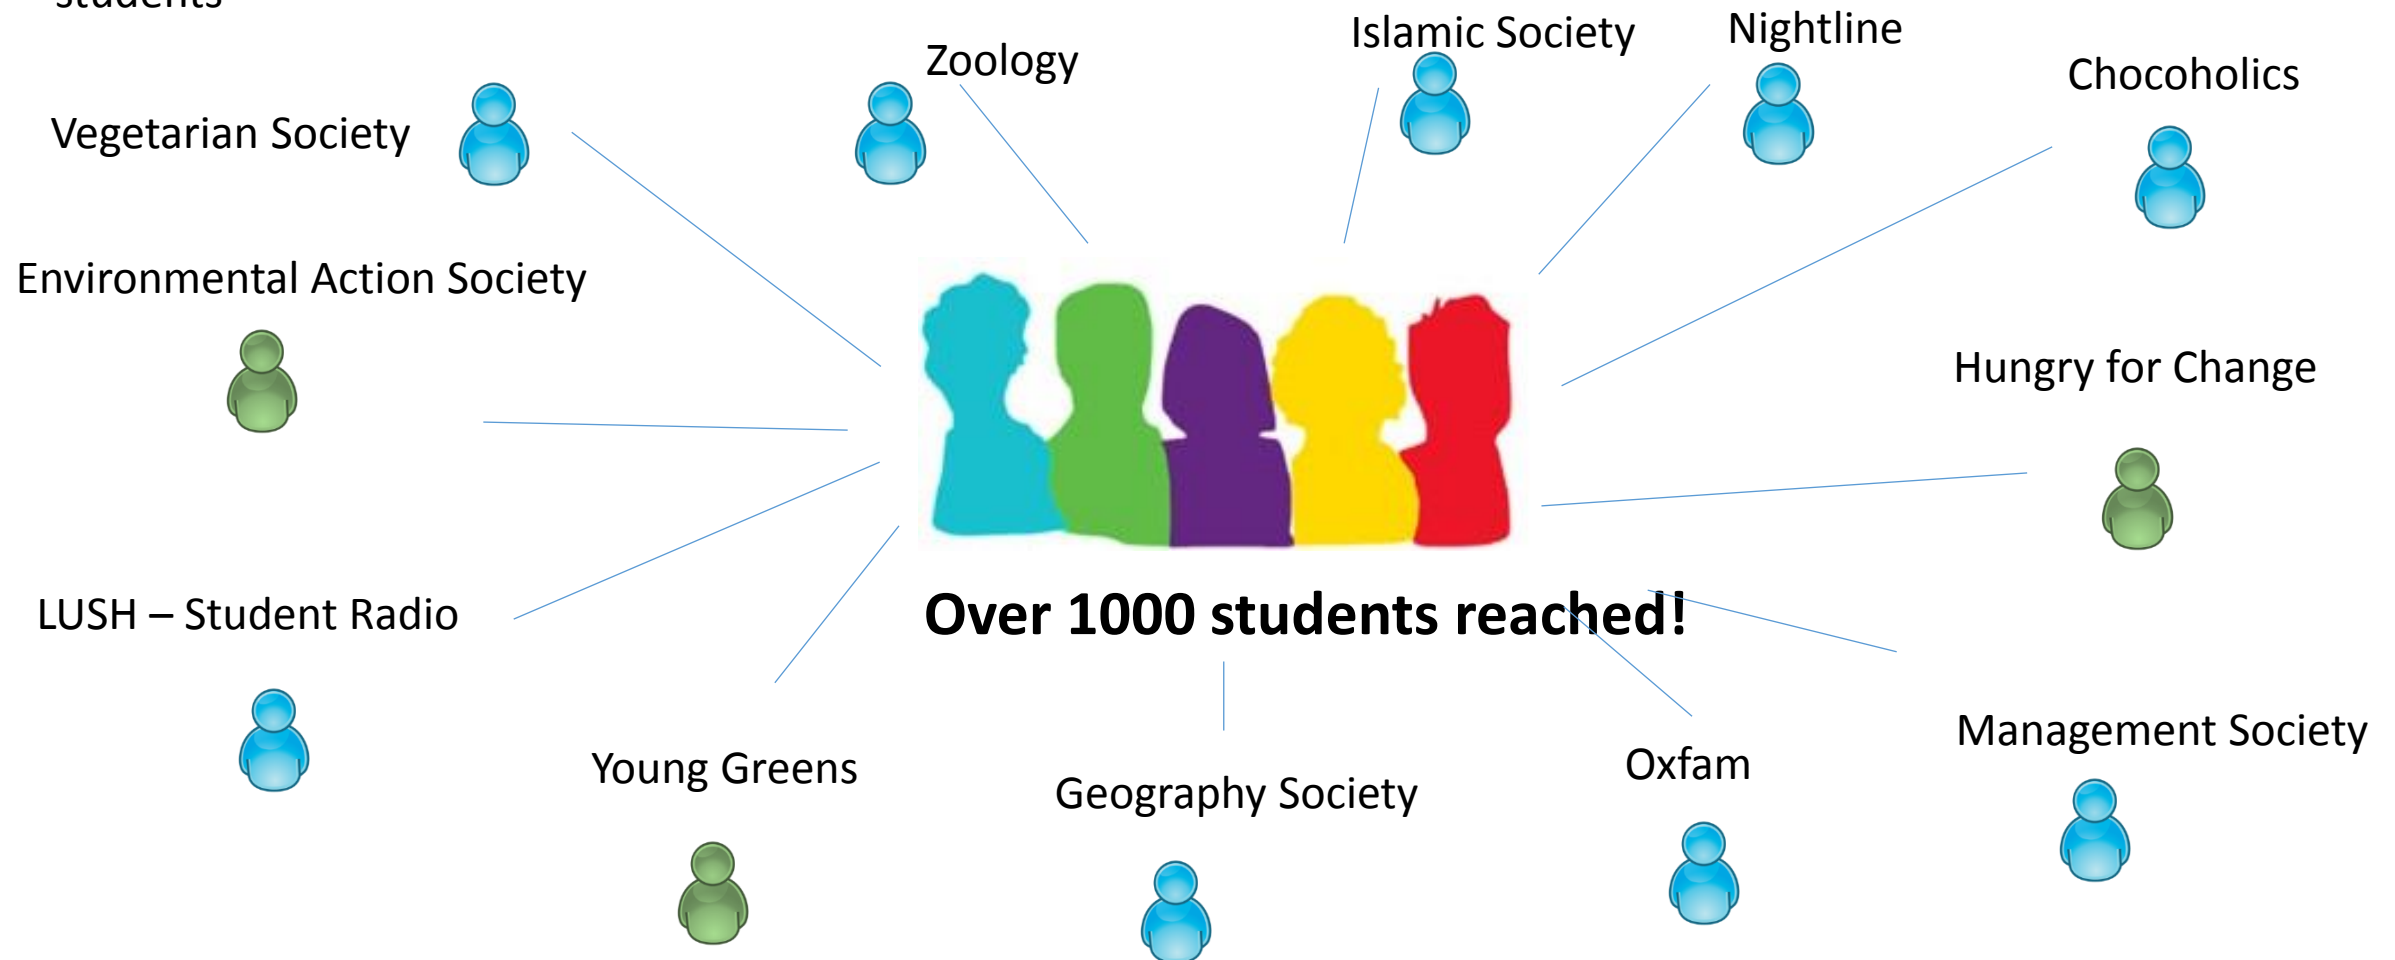 students
Zoology
Islamic Society
Nightline
Chocoholics
Vegetarian Society
Environmental Action Society
Hungry for Change
LUSH – Student Radio
Over 1000 students reached!
Young Greens
Geography Society
Oxfam
Management Society